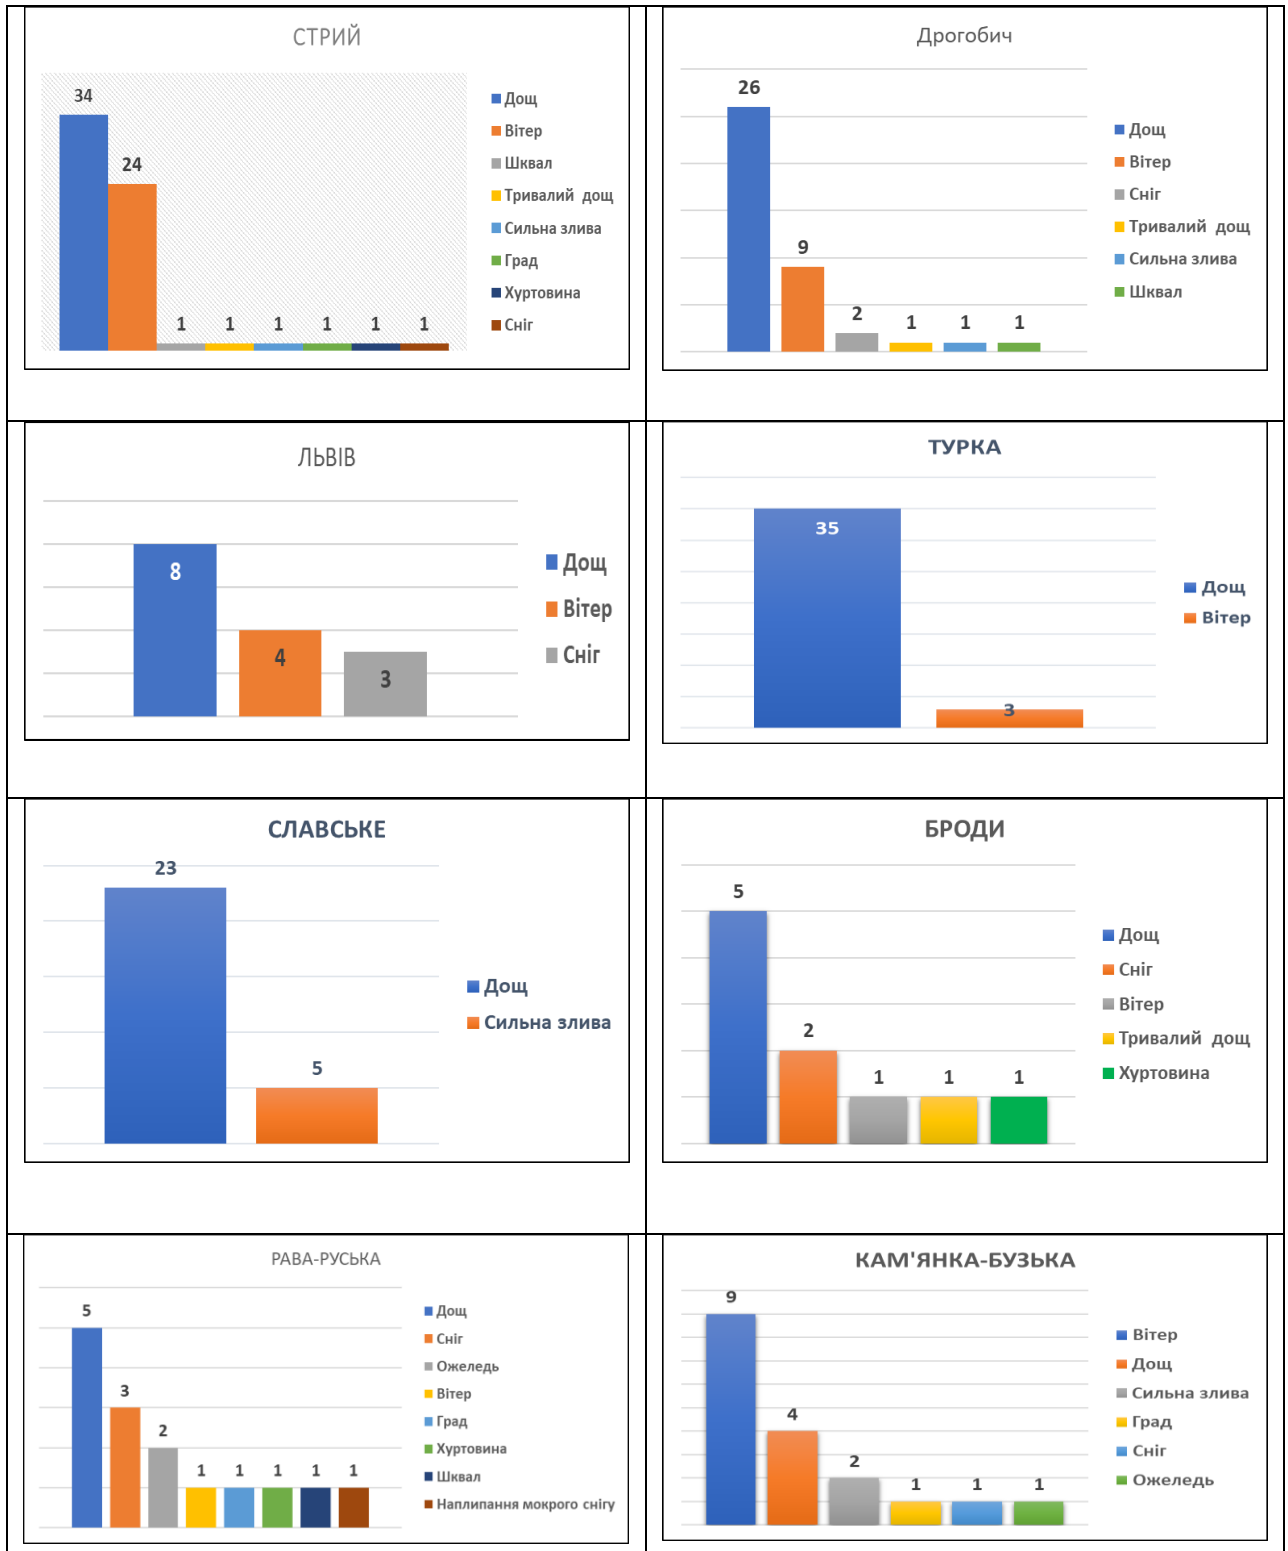 СТРИЙ
34
24
1 1 1 1 1 1
Дощ
Вітер
Шквал
Тривалий дощ
Сильна злива
Град
Хуртовина
Сніг
Дрогобич
26
9
2
1 1 1
Дощ
Вітер
Сніг
Тривалий дощ
Сильна злива
Шквал
ЛЬВІВ
8
4
3
Дощ
Вітер
Сніг
ТУРКА
35
3
Дощ
Вітер
СЛАВСЬКЕ
23
5
Дощ
Сильна злива
БРОДИ
5
2
1 1 1
Дощ
Сніг
Вітер
Тривалий дощ
Хуртовина
РАВА-РУСЬКА
5
3
2
1 1 1 1 1
Дощ
Сніг
Ожеледь
Вітер
Град
Хуртовина
Шквал
Наплипання мокрого снігу
КАМ'ЯНКА-БУЗЬКА
9
4
2
1 1 1
Вітер
Дощ
Сильна злива
Град
Сніг
Ожеледь